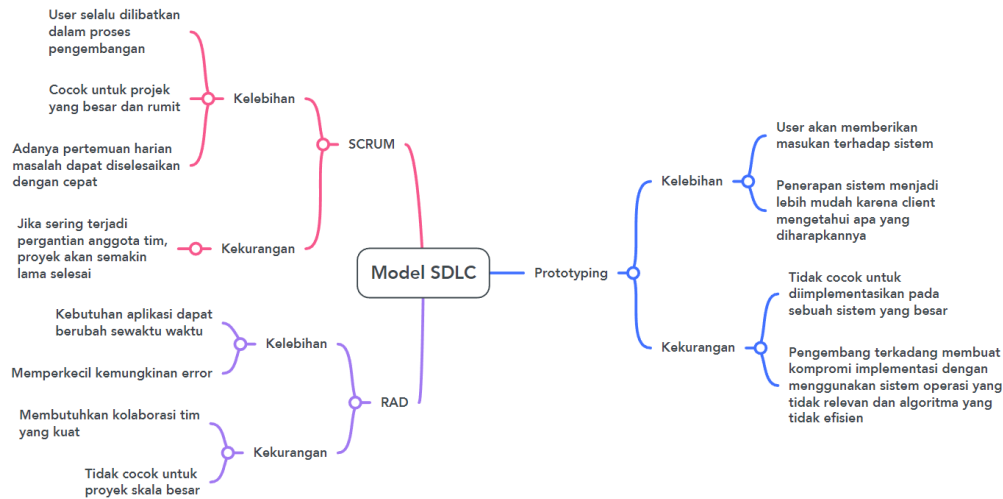 Model SDLC
SCRUM
Kelebihan
User selalu dilibatkan
dalam proses
pengembangan
Cocok untuk projek
yang besar dan rumit
Adanya pertemuan harian
masalah dapat diselesaikan
dengan cepat
Kekurangan
Jika sering terjadi
pergantian anggota tim,
proyek akan semakin
lama selesai
RAD
Kelebihan
Kebutuhan aplikasi dapat
berubah sewaktu waktu
Memperkecil kemungkinan error
Kekurangan
Membutuhkan kolaborasi tim
yang kuat
Tidak cocok untuk
proyek skala besar
Prototyping
Kelebihan
User akan memberikan
masukan terhadap sistem
Penerapan sistem menjadi
lebih mudah karena client
mengetahui apa yang
diharapkannya
Kekurangan
Tidak cocok untuk
diimplementasikan pada
sebuah sistem yang besar
Pengembang terkadang membuat
kompromi implementasi dengan
menggunakan sistem operasi yang
tidak relevan dan algoritma yang
tidak efisien